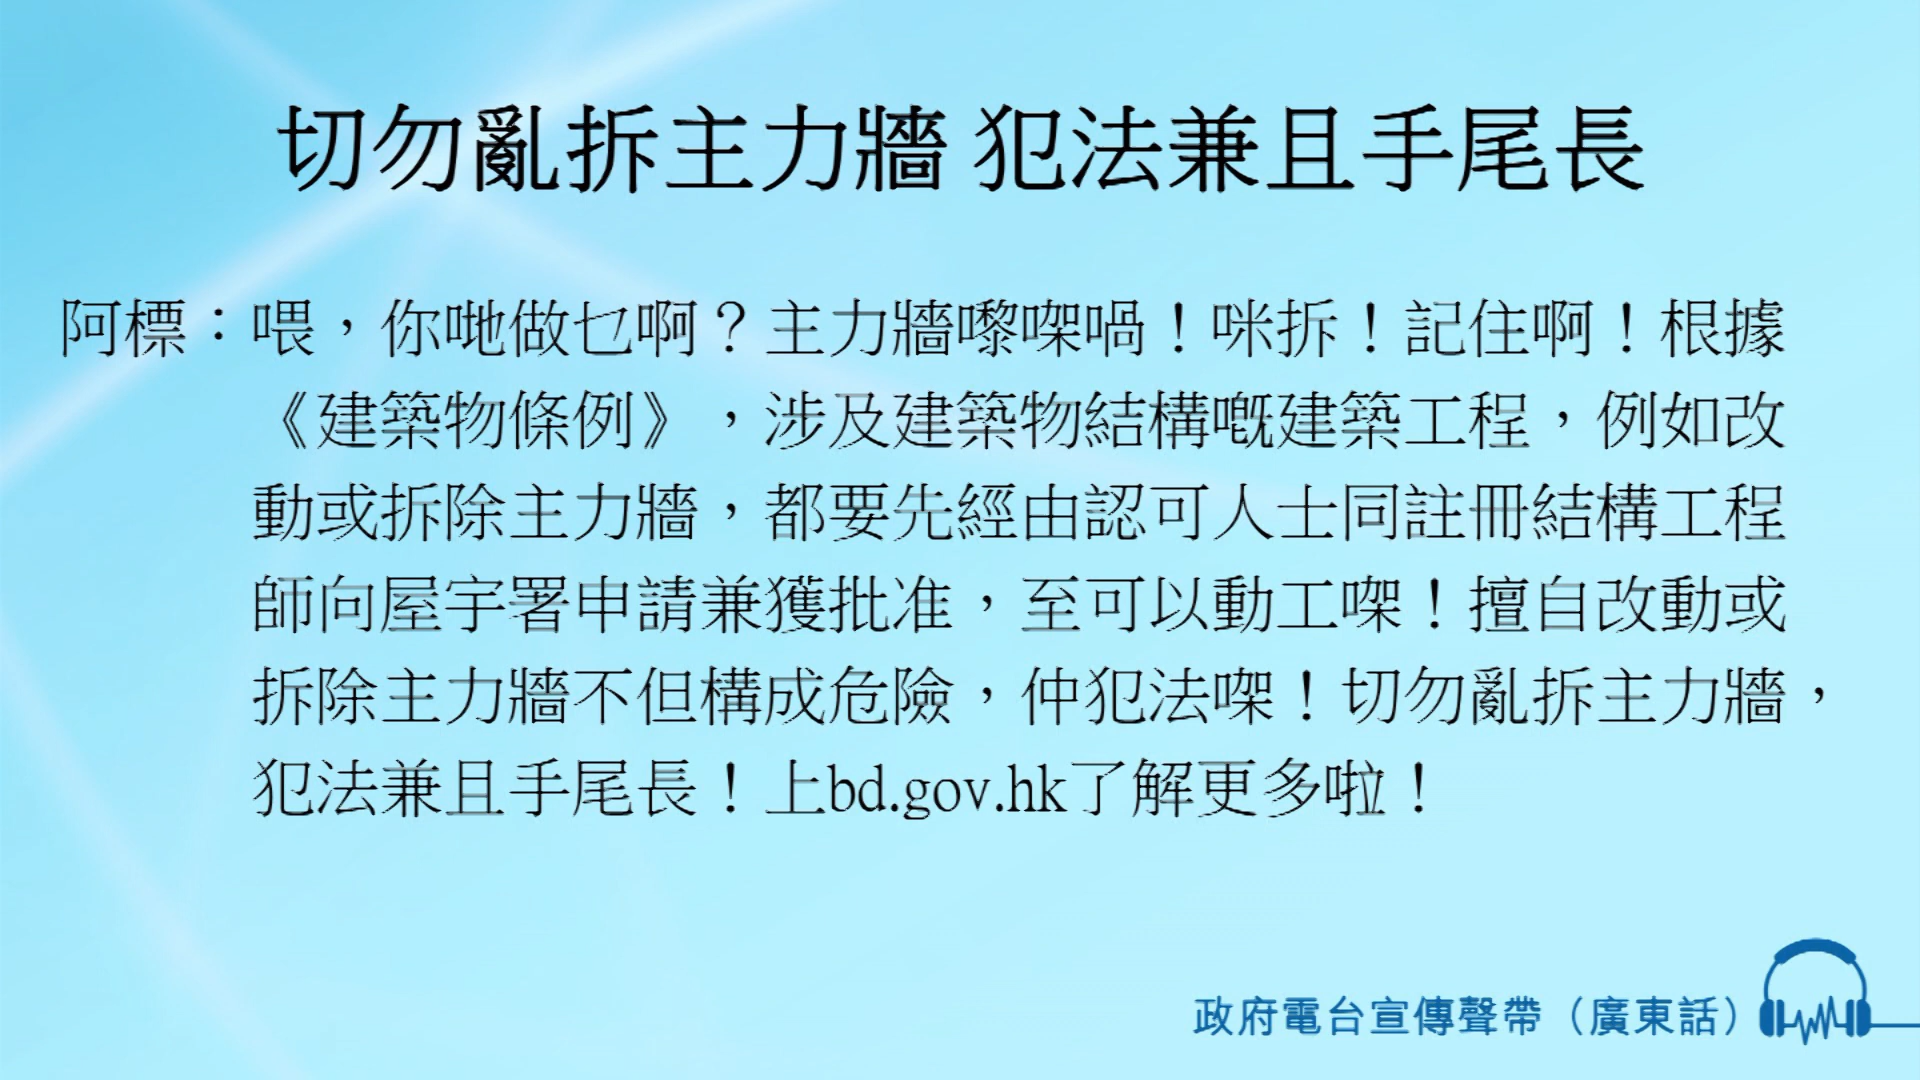 切勿亂拆主力牆 犯法兼且手尾長
阿標：喂，你哋做乜啊？主力牆嚟㗎喎！咪拆！記住啊！根據
《建築物條例》，涉及建築物結構嘅建築工程，例如改
動或拆除主力牆，都要先經由認可人士同註冊結構工程
師向屋宇署申請兼獲批准，至可以動工㗎！擅自改動或
拆除主力牆不但構成危險，仲犯法㗎！切勿亂拆主力牆，
犯法兼且手尾長！上bd.gov.hk了解更多啦！
政府電台宣傳聲帶（廣東話）